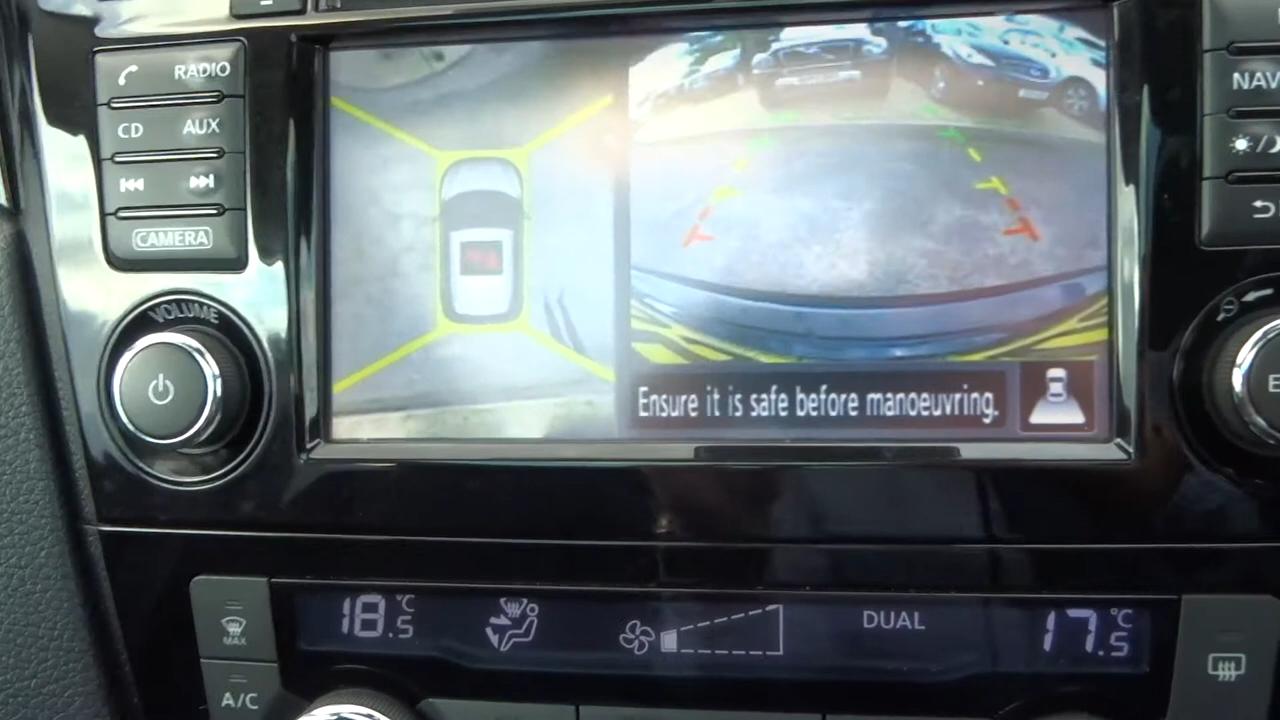 RADIO
CD AUX
CAMERA
VOLUME
NAV
Ensure it is safe before manoeuvring.
MAX
18.5 °C
DUAL
17.5 °C
A/C